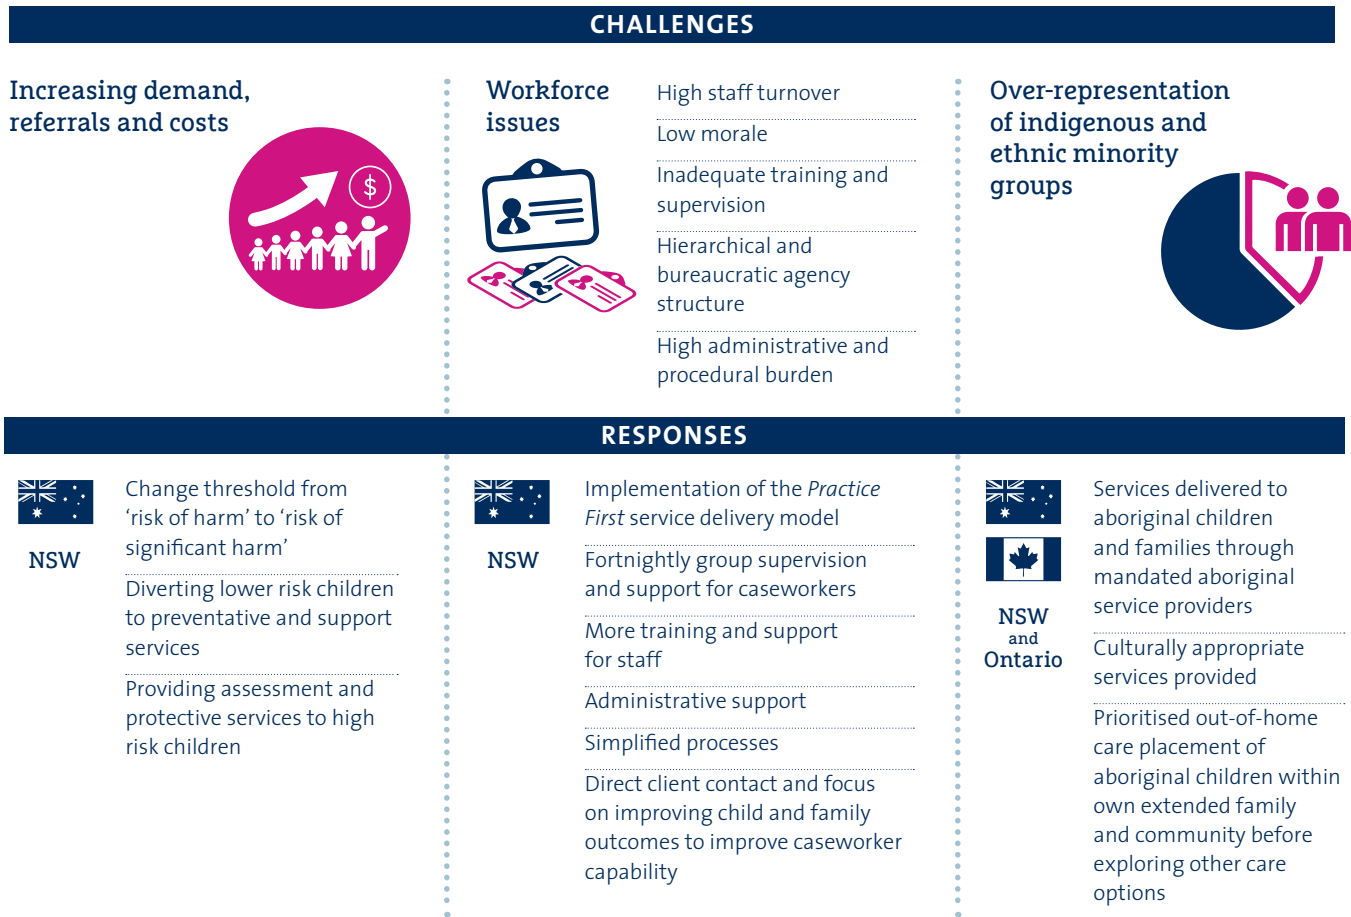 CHALLENGES
Increasing demand,
referrals and costs
$
Workforce
issues
High staff turnover
Low morale
Inadequate training and
supervision
Hierarchical and
bureaucratic agency
structure
High administrative and
procedural burden
Over-representation
of indigenous and
ethnic minority
groups
RESPONSES
NSW
Change threshold from
‘risk of harm’ to ‘risk of
significant harm’
Diverting lower risk children
to preventative and support
services
Providing assessment and
protective services to high
risk children
NSW
Implementation of the Practice
First service delivery model
Fortnightly group supervision
and support for caseworkers
More training and support
for staff
Administrative support
Simplified processes
Direct client contact and focus
on improving child and family
outcomes to improve caseworker
capability
NSW
and
Ontario
Services delivered to
aboriginal children
and families through
mandated aboriginal
service providers
Culturally appropriate
services provided
Prioritised out-of-home
care placement of
aboriginal children within
own extended family
and community before
exploring other care
options